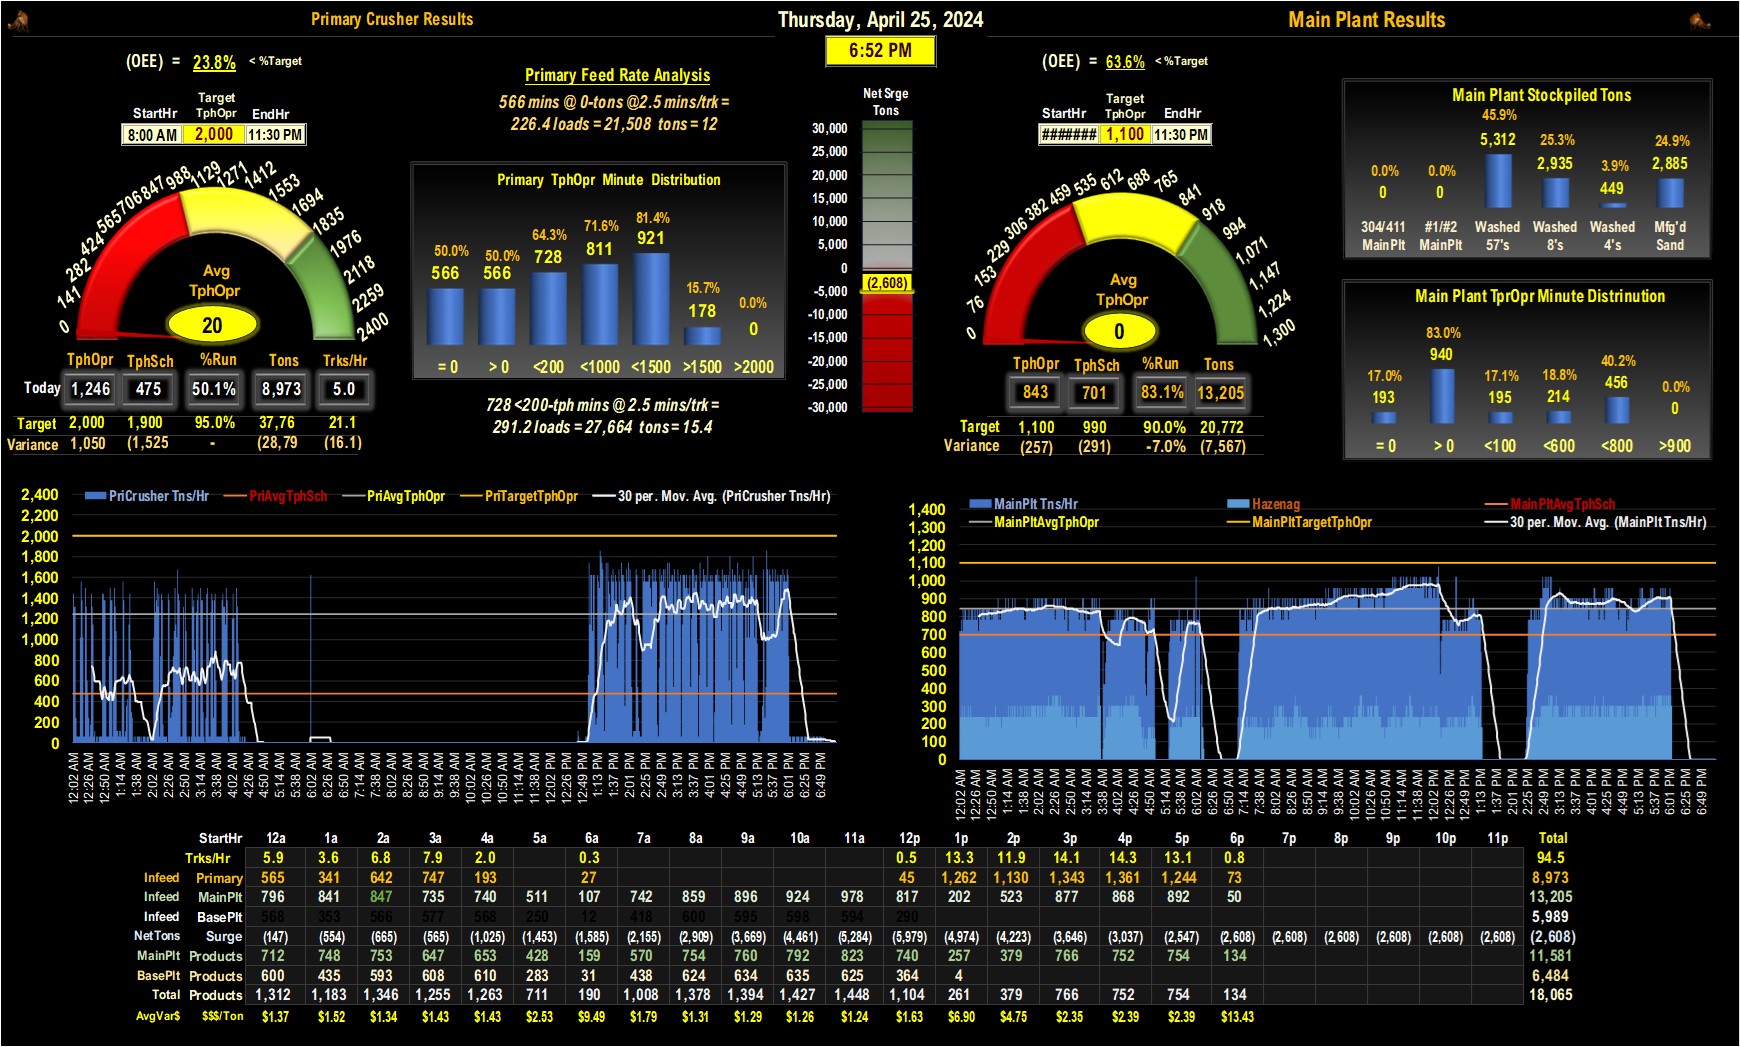 Primary Crusher Results
Thursday, April 25, 2024
Main Plant Results
6:52 PM
(OEE) = 23.8% < %Target
StartHr Target TphOpr EndHr
8:00 AM 2,000 11:30 PM
0 141 282 424 565 706 847 988 1129 1271 1412 1553 1694 1835 1976 2118 2259 2400
Avg
TphOpr
20
TphOpr TphSch %Run Tons Trks/Hr
Today 1,246 475 50.1% 8,973 5.0
Target 2,000 1,900 95.0% 37,76 21.1
Variance 1,050 (1,525 - (28,79 (16.1)
Primary Feed Rate Analysis
566 mins @ 0-tons @2.5 mins/trk =
226.4 loads = 21,508 tons = 12
Primary TphOpr Minute Distribution
50.0% 50.0% 64.3% 71.6% 81.4% 15.7% 0.0%
566 566 728 811 921 178 0
= 0 > 0 <200 <1000 <1500 >1500 >2000
728 <200-tph mins @ 2.5 mins/trk =
291.2 loads = 27,664 tons = 15.4
Net Srge
Tons
30,000
25,000
20,000
15,000
10,000
5,000
0
(2,608)
-5,000
-10,000
-15,000
-20,000
-25,000
-30,000
(OEE) = 63.6% < %Target
StartHr Target TphOpr EndHr
####### 1,100 11:30 PM
0 76 153 229 306 382 459 535 612 688 765 841 918 994 1,071 1,147 1,224 1,300
Avg
TphOpr
0
TphOpr TphSch %Run Tons
843 701 83.1% 13,205
Target 1,100 990 90.0% 20,772
Variance (257) (291) -7.0% (7,567)
Main Plant Stockpiled Tons
0.0% 0.0% 45.9% 25.3% 3.9% 24.9%
0 0 5,312 2,935 449 2,885
304/411 #1/#2 Washed Washed Washed Mfg'd
MainPlt MainPlt 57's 8's 4's Sand
Main Plant TprOpr Minute Distrinution
17.0% 83.0% 17.1% 18.8% 40.2% 0.0%
193 940 195 214 456 0
= 0 > 0 <100 <600 <800 >900
PriCrusher Tns/Hr PriAvgTphSch PriAvgTphOpr PriTargetTphOpr 30 per. Mov. Avg. (PriCrusher Tns/Hr)
2,400
2,200
2,000
1,800
1,600
1,400
1,200
1,000
800
600
400
200
0
12:02 AM 12:26 AM 12:50 AM 1:14 AM 1:38 AM 2:02 AM 2:26 AM 2:50 AM 3:14 AM 3:38 AM 4:02 AM 4:26 AM 4:50 AM 5:14 AM 5:38 AM 6:02 AM 6:26 AM 6:50 AM 7:14 AM 7:38 AM 8:02 AM 8:26 AM 8:50 AM 9:14 AM 9:38 AM 10:02 AM 10:26 AM 10:50 AM 11:14 AM 11:38 AM 12:02 PM 12:26 PM 12:49 PM 1:13 PM 1:37 PM 2:01 PM 2:25 PM 2:49 PM 3:13 PM 3:37 PM 4:01 PM 4:25 PM 4:49 PM 5:13 PM 5:37 PM 6:01 PM 6:25 PM 6:49 PM
MainPlt Tns/Hr Hazenag MainPltAvgTphSch
MainPltAvgTphOpr MainPltTargetTphOpr 30 per. Mov. Avg. (MainPlt Tns/Hr)
1,400
1,300
1,200
1,100
1,000
900
800
700
600
500
400
300
200
100
0
12:02 AM 12:26 AM 12:50 AM 1:14 AM 1:38 AM 2:02 AM 2:26 AM 2:50 AM 3:14 AM 3:38 AM 4:02 AM 4:26 AM 4:50 AM 5:14 AM 5:38 AM 6:02 AM 6:26 AM 6:50 AM 7:14 AM 7:38 AM 8:02 AM 8:26 AM 8:50 AM 9:14 AM 9:38 AM 10:02 AM 10:26 AM 10:50 AM 11:14 AM 11:38 AM 12:02 PM 12:26 PM 12:49 PM 1:13 PM 1:37 PM 2:01 PM 2:25 PM 2:49 PM 3:13 PM 3:37 PM 4:01 PM 4:25 PM 4:49 PM 5:13 PM 5:37 PM 6:01 PM 6:25 PM 6:49 PM
StartHr 12a 1a 2a 3a 4a 5a 6a 7a 8a 9a 10a 11a 12p 1p 2p 3p 4p 5p 6p 7p 8p 9p 10p 11p Total
Trks/Hr 5.9 3.6 6.8 7.9 2.0 0.3 0.5 13.3 11.9 14.1 14.3 13.1 0.8 94.5
Infeed Primary 565 341 642 747 193 27 45 1,262 1,130 1,343 1,361 1,244 73 8,973
Infeed MainPlt 796 841 847 735 740 511 107 742 859 896 924 978 817 202 523 877 868 892 50 13,205
Infeed BasePlt 568 353 566 577 568 250 12 418 600 595 598 594 290 5,989
NetTons Surge (147) (554) (665) (565) (1,025) (1,453) (1,585) (2,155) (2,909) (3,669) (4,461) (5,284) (5,979) (4,974) (4,223) (3,646) (3,037) (2,547) (2,608) (2,608) (2,608) (2,608) (2,608) (2,608) (2,608)
MainPlt Products 712 748 753 647 653 428 159 570 754 760 792 823 740 257 379 766 752 754 134 11,581
BasePlt Products 600 435 593 608 610 283 31 438 624 634 635 625 364 4 6,484
Total Products 1,312 1,183 1,346 1,255 1,263 711 190 1,008 1,378 1,394 1,427 1,448 1,104 261 379 766 752 754 134 18,065
AvgVar$ $$$/Ton $1.37 $1.52 $1.34 $1.43 $1.43 $2.53 $9.49 $1.79 $1.31 $1.29 $1.26 $1.24 $1.63 $6.90 $4.75 $2.35 $2.39 $2.39 $13.43